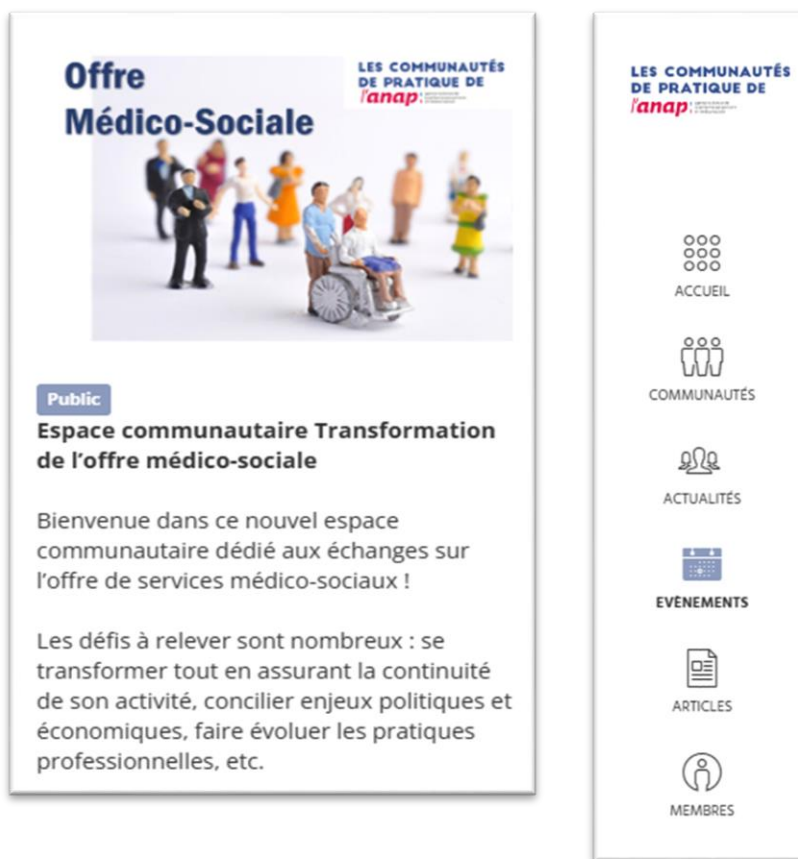 Offre
Médico-Sociale
LES COMMUNAUTÉS
DE PRATIQUE DE
l'anap
Public
Espace communautaire Transformation
de l'offre médico-sociale
Bienvenue dans ce nouvel espace
communautaire dédié aux échanges sur
l'offre de services médico-sociaux !
Les défis à relever sont nombreux : se
transformer tout en assurant la continuité
de son activité, concilier enjeux politiques et
économiques, faire évoluer les pratiques
professionnelles, etc.
LES COMMUNAUTÉS
DE PRATIQUE DE
l'anap
ACCUEIL
COMMUNAUTÉS
ACTUALITÉS
EVÈNEMENTS
ARTICLES
MEMBRES